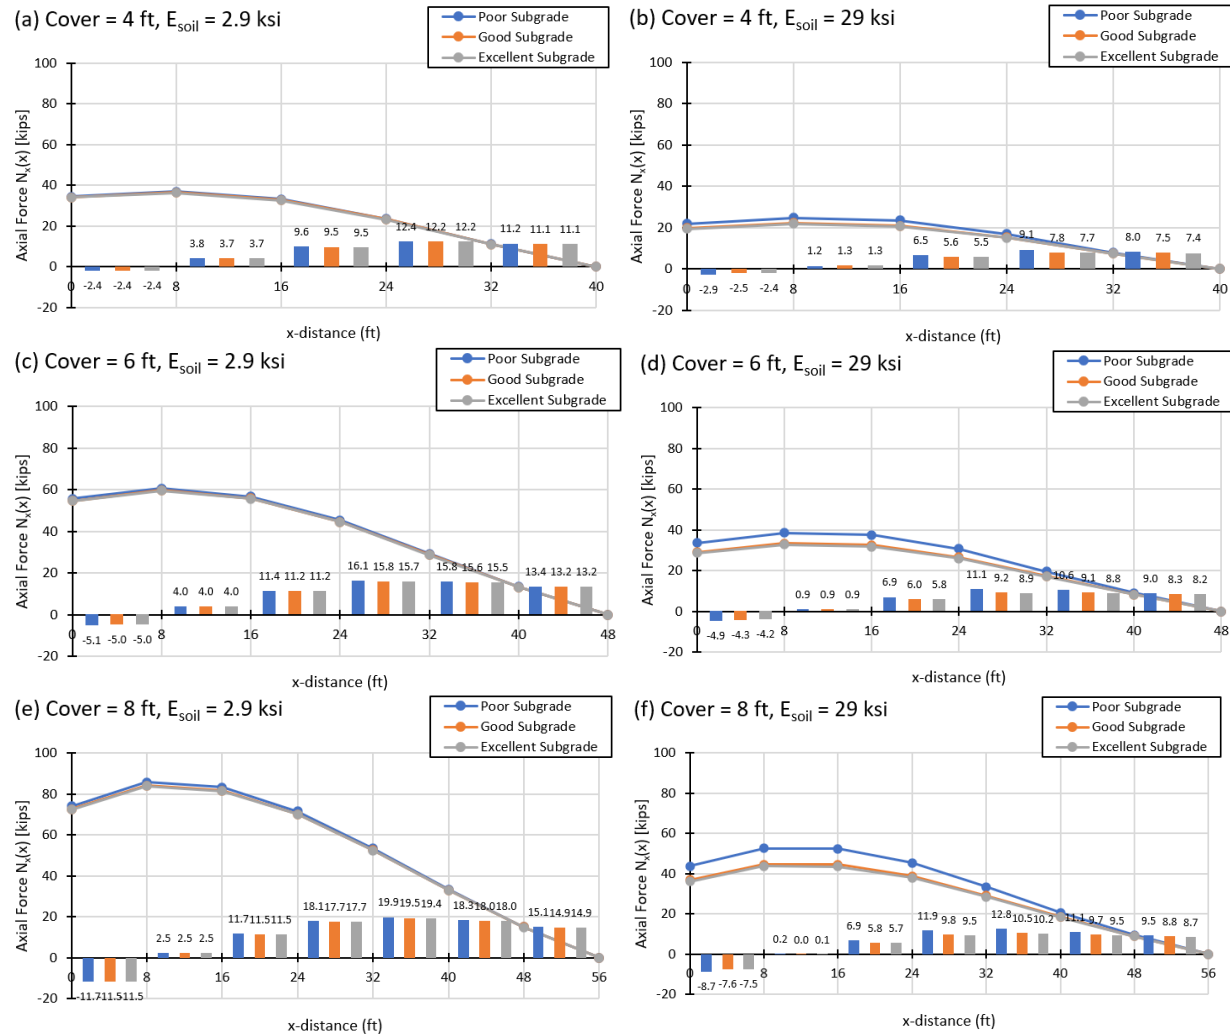 (a) Cover = 4 ft, Esoil = 2.9 ksi
Poor Subgrade
Good Subgrade
Excellent Subgrade
Axial Force Nx(x) [kips]
100
80
60
40
20
0
-20
3.8 3.7 3.7
9.6 9.5 9.5
12.4 12.2 12.2
11.2 11.1 11.1
-2.4 -2.4 -2.4
0 8 16 24 32 40
x-distance (ft)
(b) Cover = 4 ft, Esoil = 29 ksi
Poor Subgrade
Good Subgrade
Excellent Subgrade
Axial Force Nx(x) [kips]
100
80
60
40
20
0
-20
1.2 1.3 1.3
6.5 5.6 5.5
9.1 7.8 7.7
8.0 7.5 7.4
-2.9 -2.5 -2.4
0 8 16 24 32 40
x-distance (ft)
(c) Cover = 6 ft, Esoil = 2.9 ksi
Poor Subgrade
Good Subgrade
Excellent Subgrade
Axial Force Nx(x) [kips]
100
80
60
40
20
0
-20
4.0 4.0 4.0
11.4 11.2 11.2
16.1 15.8 15.7
15.8 15.6 15.5
13.4 13.2 13.2
-5.1 -5.0 -5.0
0 8 16 24 32 40 48
x-distance (ft)
(d) Cover = 6 ft, Esoil = 29 ksi
Poor Subgrade
Good Subgrade
Excellent Subgrade
Axial Force Nx(x) [kips]
100
80
60
40
20
0
-20
0.9 0.9 0.9
6.9 6.0 5.8
11.1 9.2 8.9
10.6 9.1 8.8
9.0 8.3 8.2
-4.9 -4.3 -4.2
0 8 16 24 32 40 48
x-distance (ft)
(e) Cover = 8 ft, Esoil = 2.9 ksi
Poor Subgrade
Good Subgrade
Excellent Subgrade
Axial Force Nx(x) [kips]
100
80
60
40
20
0
-20
2.5 2.5 2.5
11.7 11.5 11.5
18.1 17.7 17.7
19.9 19.5 19.4
18.3 18.0 18.0
15.1 14.9 14.9
-11.7 -11.5 -11.5
0 8 16 24 32 40 48 56
x-distance (ft)
(f) Cover = 8 ft, Esoil = 29 ksi
Poor Subgrade
Good Subgrade
Excellent Subgrade
Axial Force Nx(x) [kips]
100
80
60
40
20
0
-20
0.2 0.0 0.1
6.9 5.8 5.7
11.9 9.8 9.5
12.8 10.5 10.2
11.1 9.7 9.5
9.5 8.8 8.7
-8.7 -7.6 -7.5
0 8 16 24 32 40 48 56
x-distance (ft)